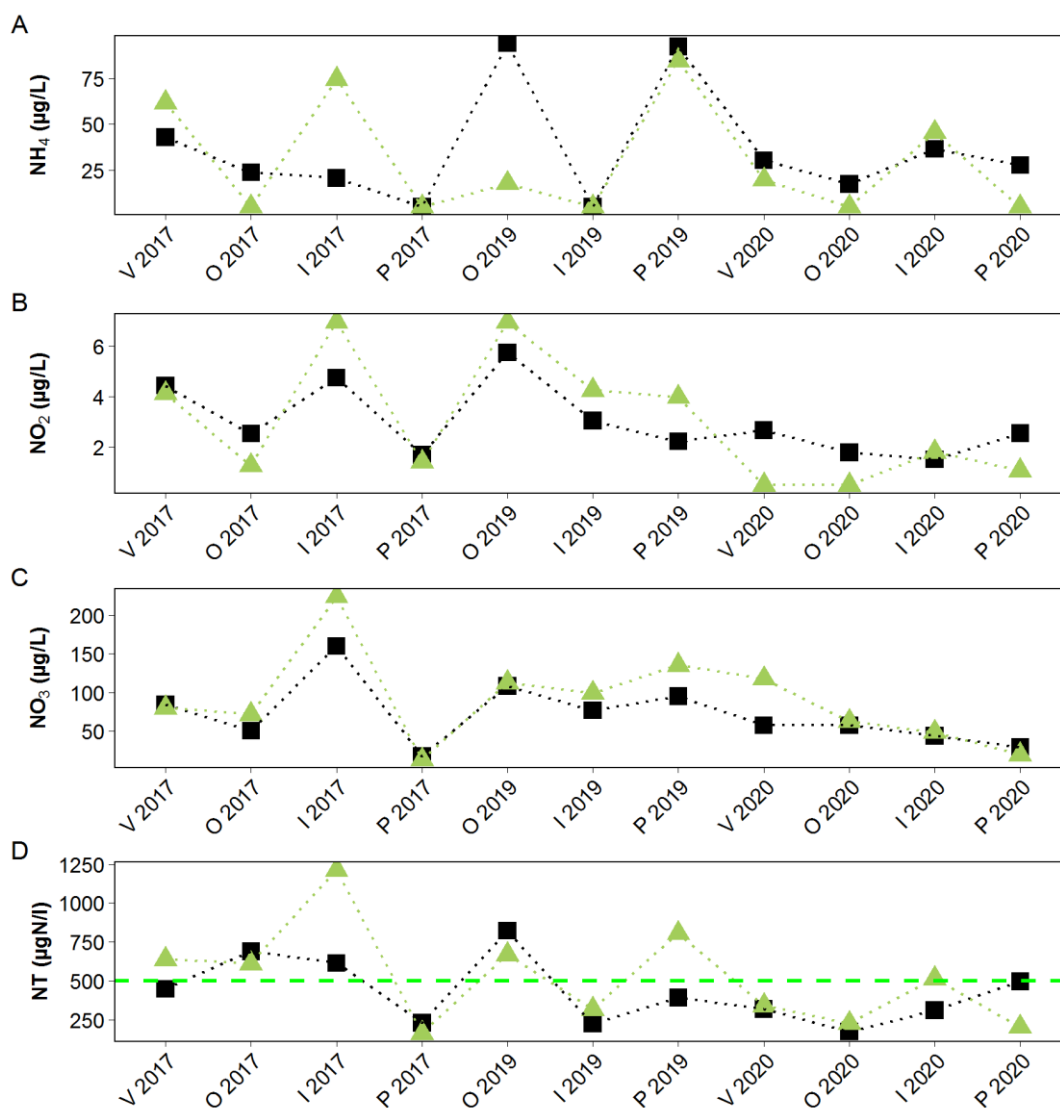 A
NH₄ (µg/L)
75
50
25
V 2017 O 2017 I 2017 P 2017 O 2019 I 2019 P 2019 V 2020 O 2020 I 2020 P 2020
B
NO₂ (µg/L)
6
4
2
V 2017 O 2017 I 2017 P 2017 O 2019 I 2019 P 2019 V 2020 O 2020 I 2020 P 2020
C
NO₃ (µg/L)
200
150
100
50
V 2017 O 2017 I 2017 P 2017 O 2019 I 2019 P 2019 V 2020 O 2020 I 2020 P 2020
D
NT (µgN/l)
1250
1000
750
500
250
V 2017 O 2017 I 2017 P 2017 O 2019 I 2019 P 2019 V 2020 O 2020 I 2020 P 2020